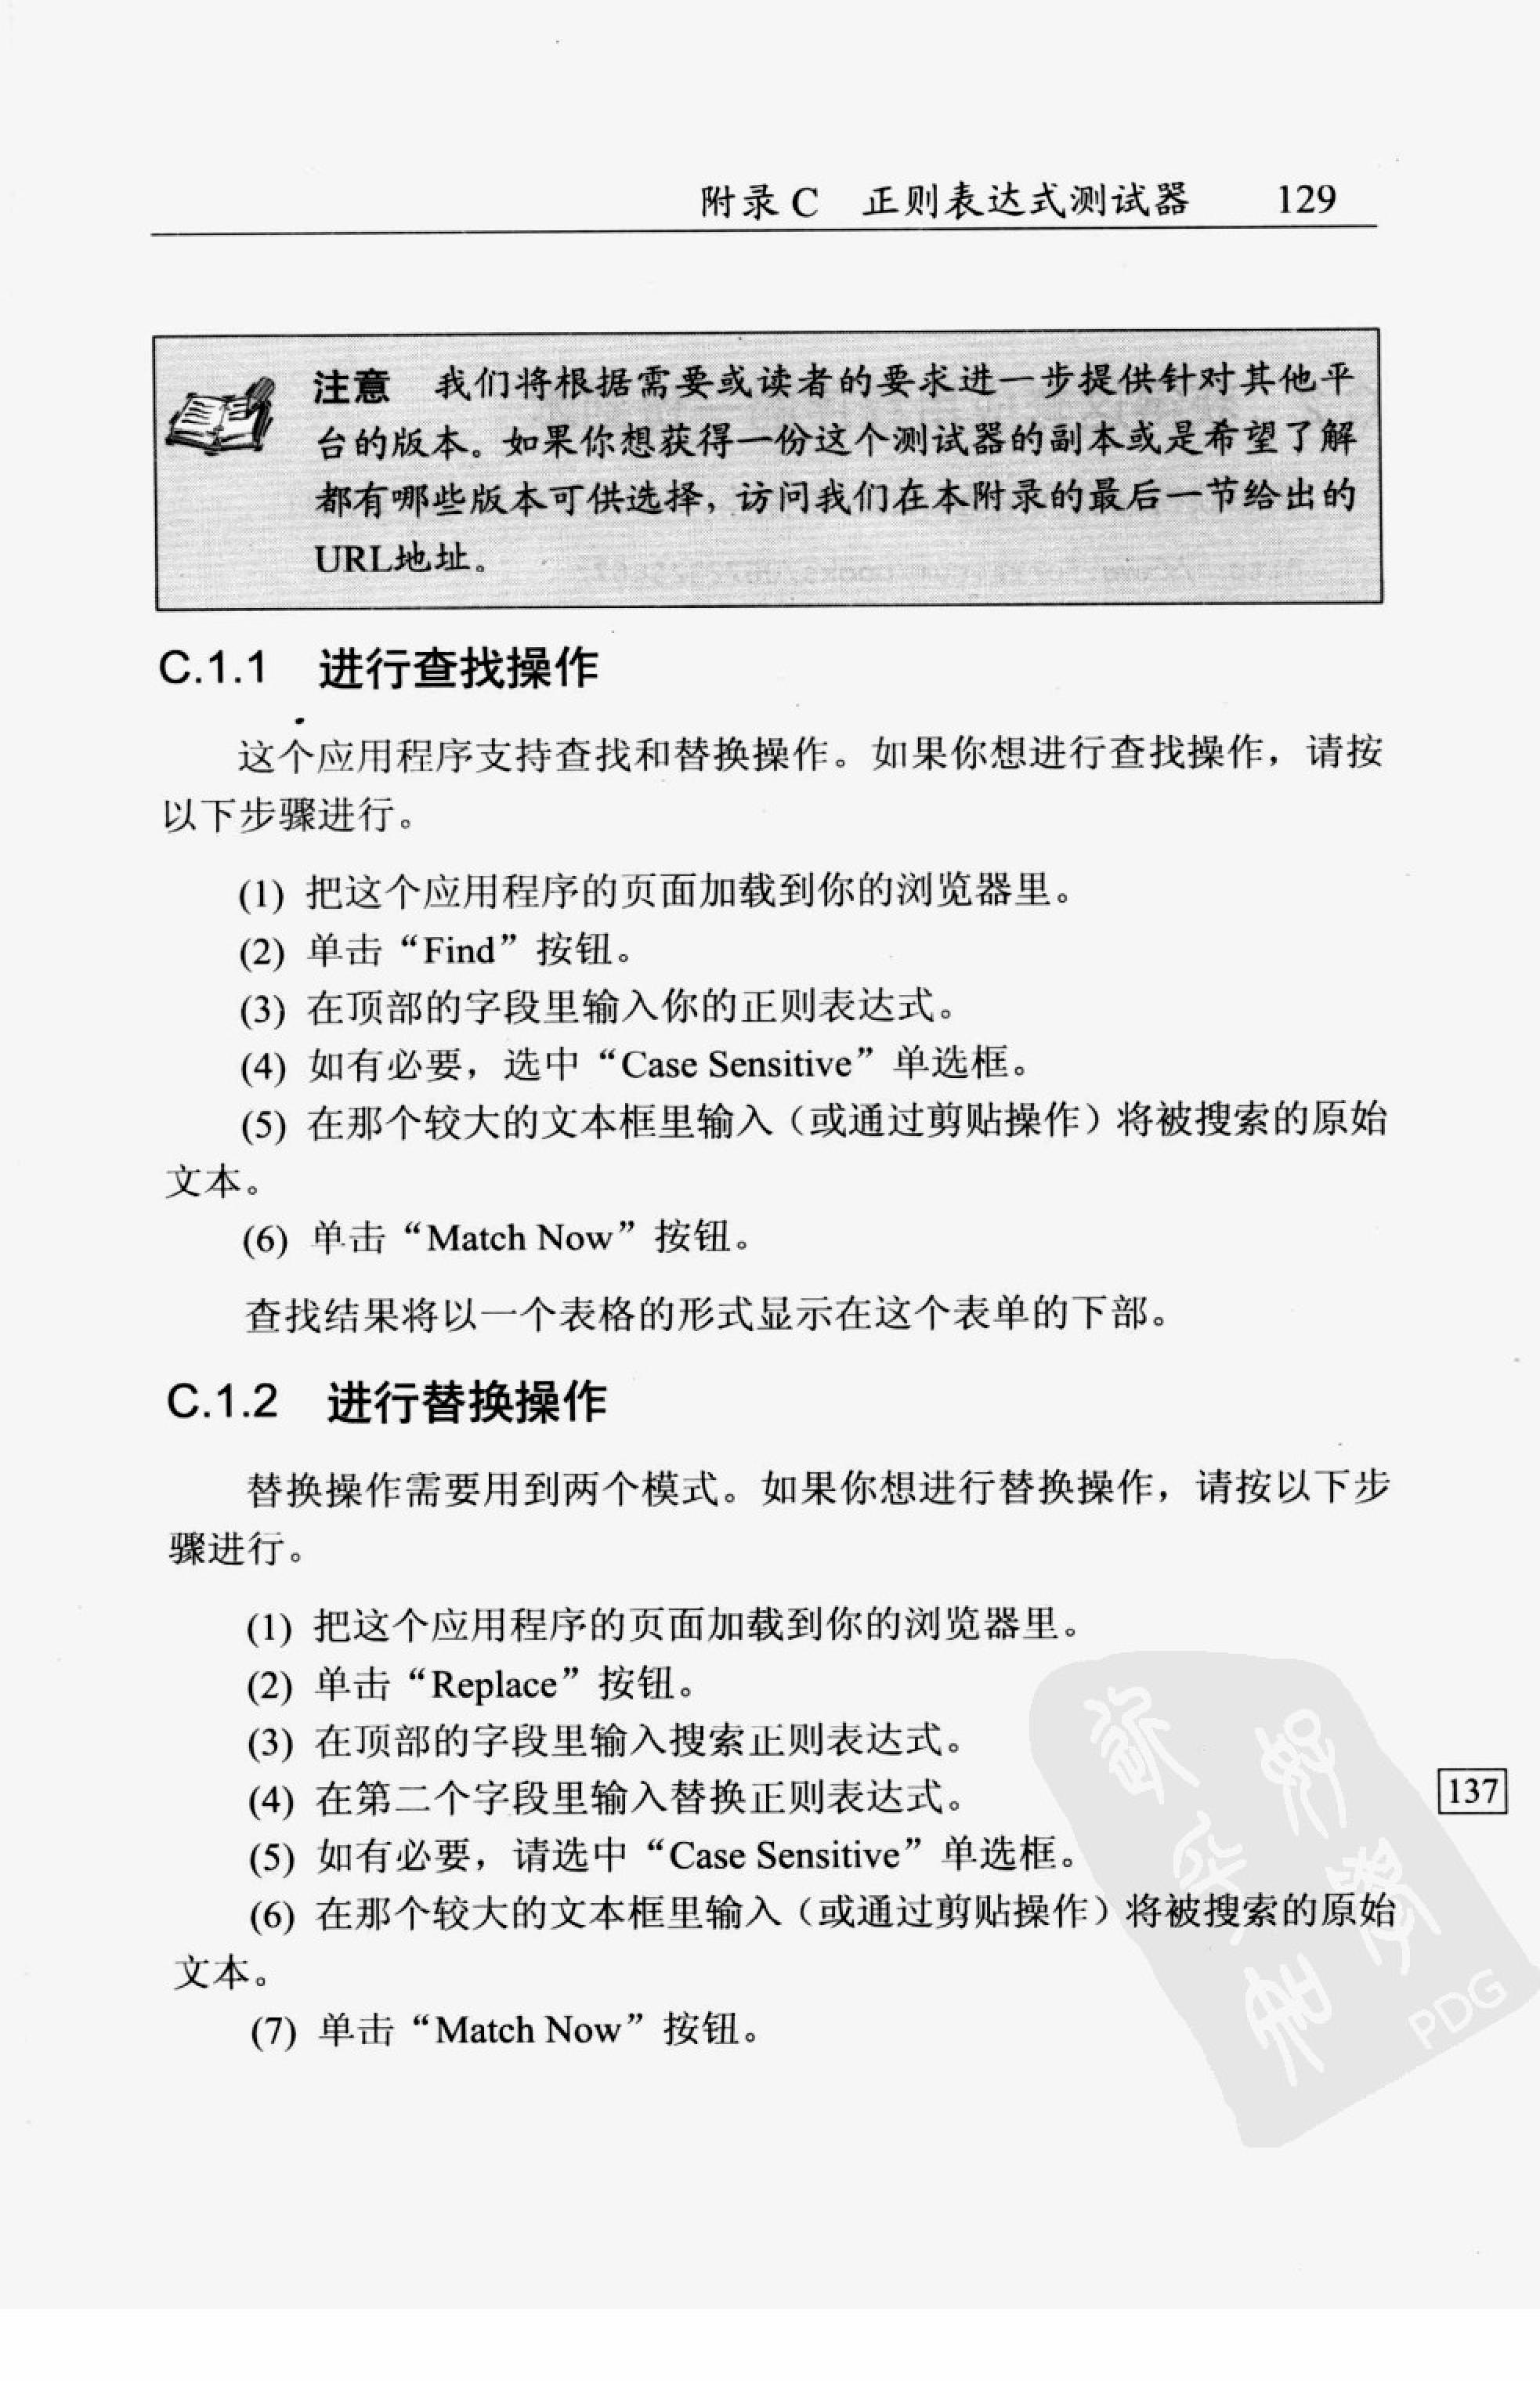 附录 C 正则表达式测试器 129
注意 我们将根据需要或读者的要求进一步提供针对其他平
台的版本。如果你想获得一份这个测试器的副本或是希望了解
都有哪些版本可供选择，访问我们在本附录的最后一节给出的
URL地址。
C.1.1 进行查找操作
这个应用程序支持查找和替换操作。如果你想进行查找操作，请按
以下步骤进行。
(1) 把这个应用程序的页面加载到你的浏览器里。
(2) 单击“Find”按钮。
(3) 在顶部的字段里输入你的正则表达式。
(4) 如有必要，选中“Case Sensitive”单选框。
(5) 在那个较大的文本框里输入（或通过剪贴操作）将被搜索的原始
文本。
(6) 单击“Match Now”按钮。
查找结果将以一个表格的形式显示在这个表单的下部。
C.1.2 进行替换操作
替换操作需要用到两个模式。如果你想进行替换操作，请按以下步
骤进行。
(1) 把这个应用程序的页面加载到你的浏览器里。
(2) 单击“Replace”按钮。
(3) 在顶部的字段里输入搜索正则表达式。
(4) 在第二个字段里输入替换正则表达式。
137
(5) 如有必要，请选中“Case Sensitive”单选框。
(6) 在那个较大的文本框里输入（或通过剪贴操作）将被搜索的原始
文本。
(7) 单击“Match Now”按钮。
PDG